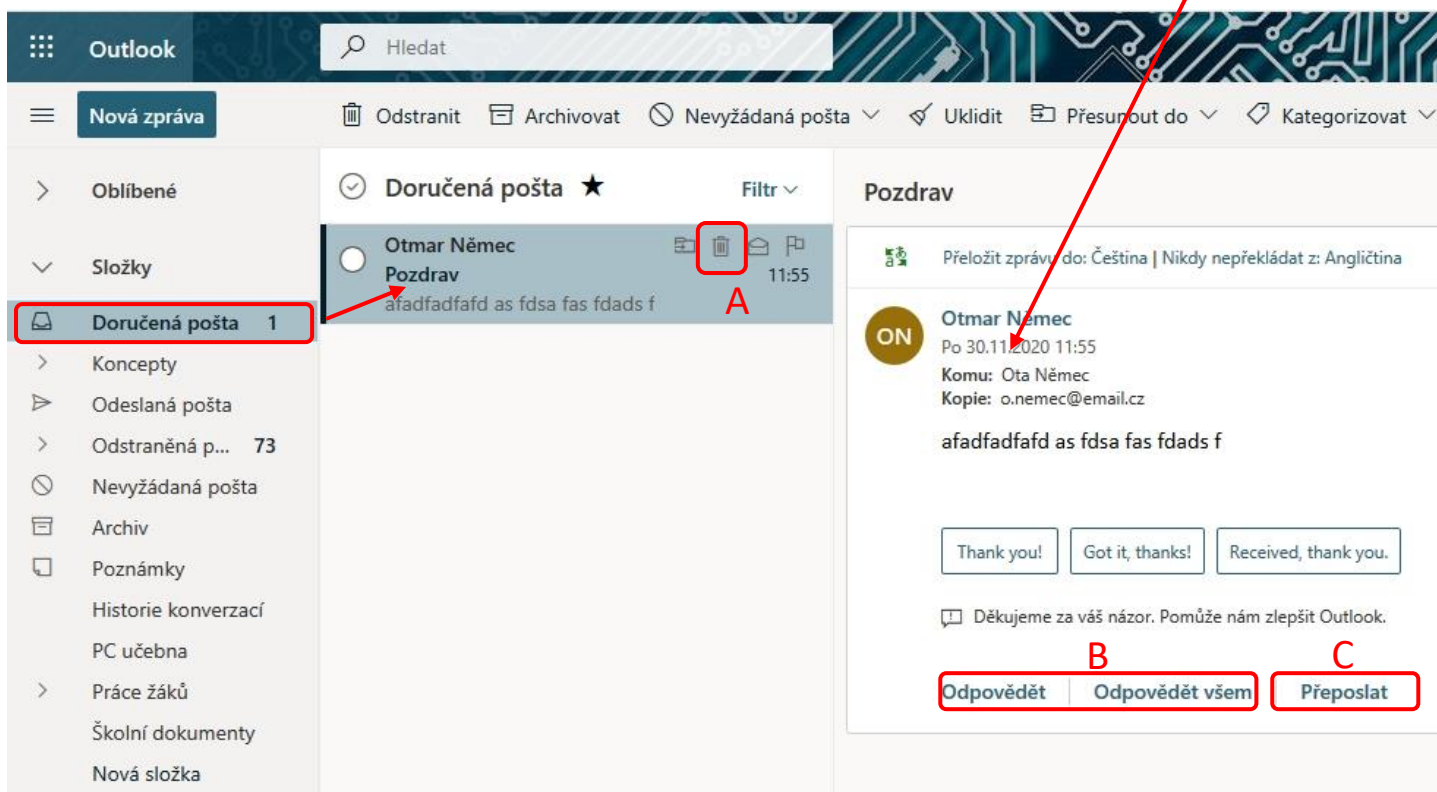 Outlook
Hledat
Nová zpráva
Odstranit Archivovat Nevyžádaná pošta Uklidit Přesunout do Kategorizovat
Oblíbené
Složky
Doručená pošta 1
Koncepty
Odeslaná pošta
Odstraněná p... 73
Nevyžádaná pošta
Archiv
Poznámky
Historie konverzací
PC učebna
Práce žáků
Školní dokumenty
Nová složka
Doručená pošta ★ Filtr
Otmar Němec
Pozdrav 11:55
afadfadfafd as fdsa fas fdads f
A
Pozdrav
Přeložit zprávu do: Čeština | Nikdy nepřekládat z: Angličtina
ON
Otmar Němec
Po 30.11.2020 11:55
Komu: Ota Němec
Kopie: o.nemec@email.cz
afadfadfafd as fdsa fas fdads f
Thank you! Got it, thanks! Received, thank you.
Děkujeme za váš názor. Pomůže nám zlepšit Outlook.
B C
Odpovědět Odpovědět všem Přeposlat